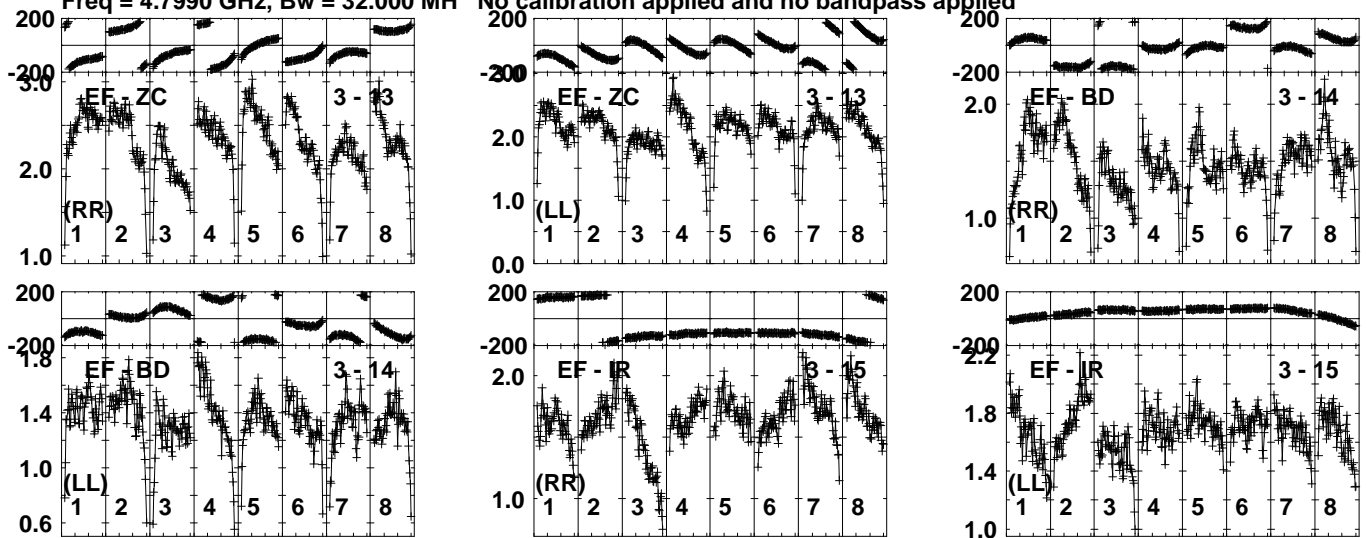 Freq = 4.7990 GHz, Bw = 32.000 MH No calibration applied and no bandpass applied
200
-200
3.0
2.0
1.0
EF - ZC 3 - 13
(RR)
1 2 3 4 5 6 7 8
200
-200
3.0
2.0
1.0
0.0
EF - ZC 3 - 13
(LL)
1 2 3 4 5 6 7 8
200
-200
2.0
1.0
EF - BD 3 - 14
(RR)
1 2 3 4 5 6 7 8
200
-200
1.8
1.4
1.0
0.6
EF - BD 3 - 14
(LL)
1 2 3 4 5 6 7 8
200
-200
2.0
1.0
EF - IR 3 - 15
(RR)
1 2 3 4 5 6 7 8
200
-200
2.2
1.8
1.4
1.0
EF - IR 3 - 15
(LL)
1 2 3 4 5 6 7 8